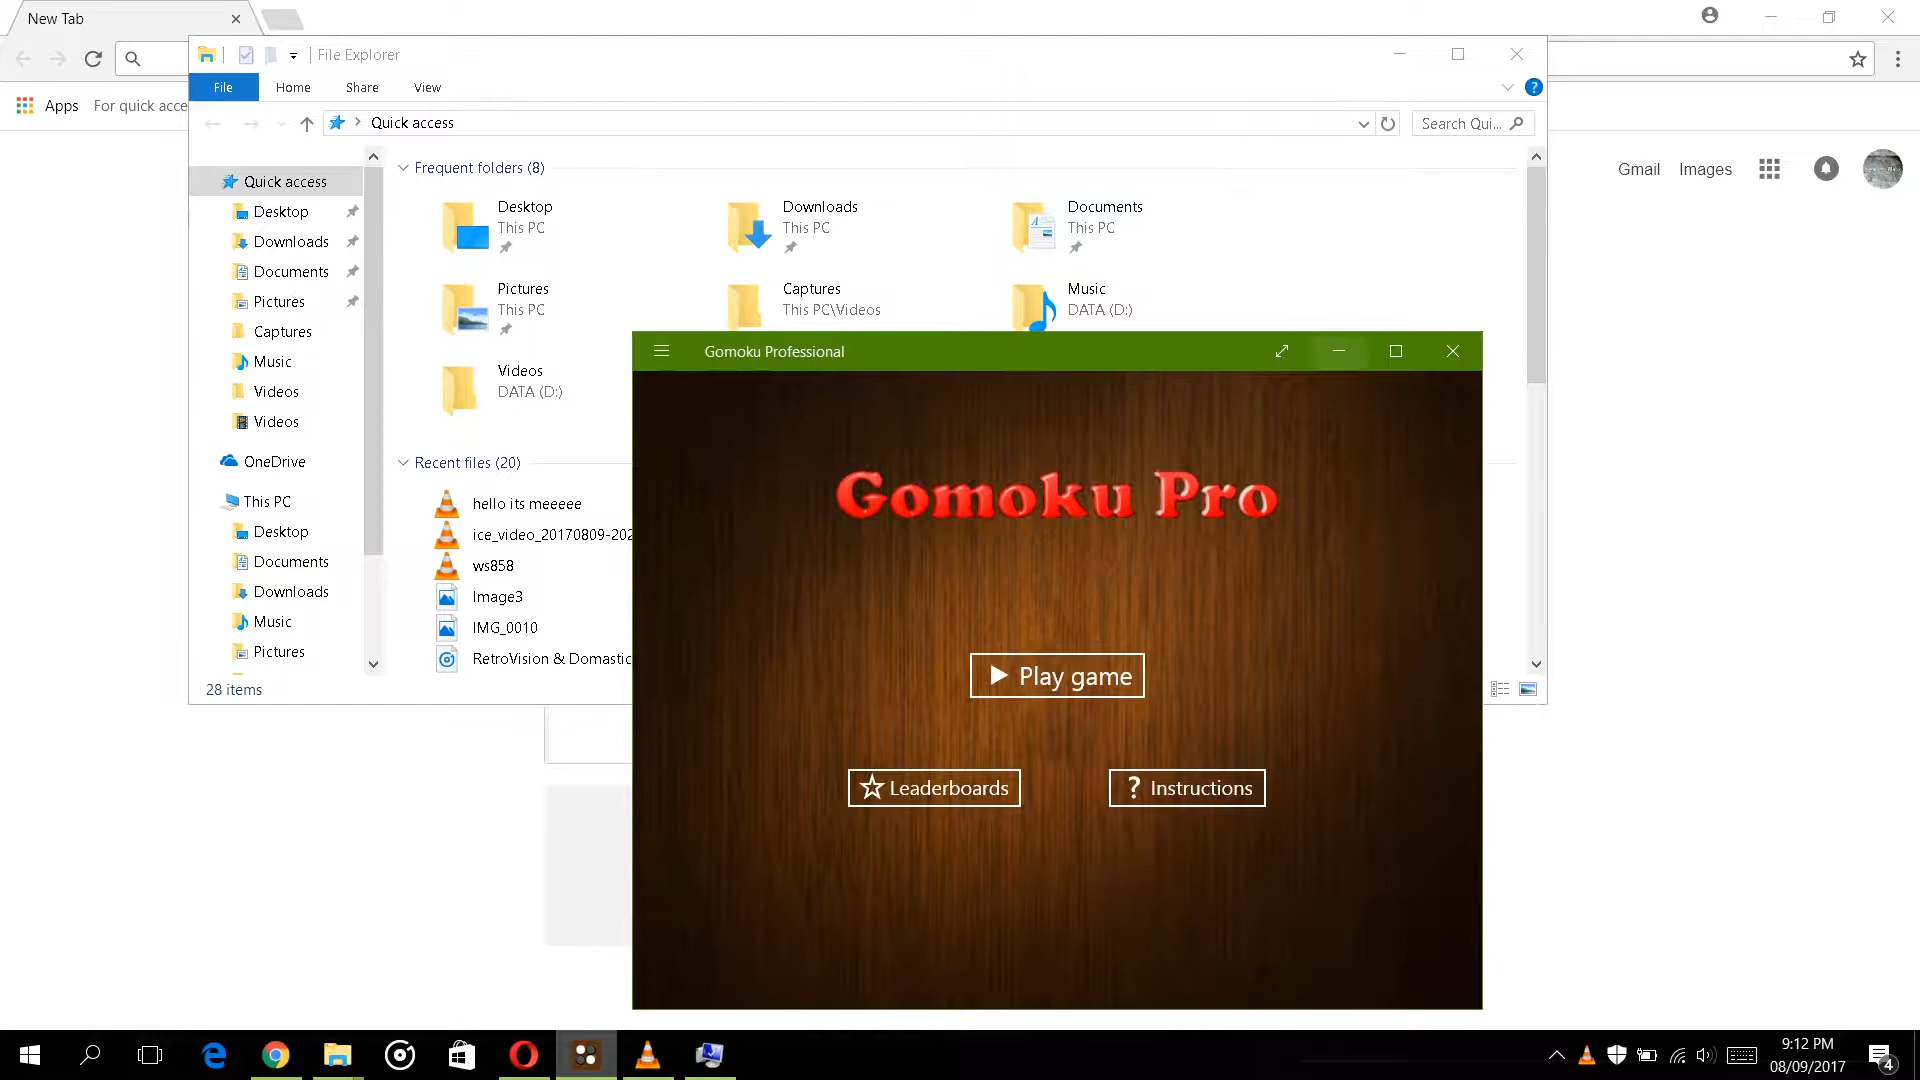 New Tab
File Explorer
File Home Share View
Apps For quick acce
Quick access
Search Qui...
Gmail Images
Quick access
Desktop
Downloads
Documents
Pictures
Captures
Music
Videos
Videos
OneDrive
This PC
Desktop
Documents
Downloads
Music
Pictures
Frequent folders (8)
Desktop
This PC
Downloads
This PC
Documents
This PC
Pictures
This PC
Captures
This PC\Videos
Music
DATA (D:)
Videos
DATA (D:)
Recent files (20)
hello its meeeee
ice_video_20170809-202
ws858
Image3
IMG_0010
RetroVision & Domastic
28 items
Gomoku Professional
Gomoku Pro
Play game
Leaderboards
? Instructions
9:12 PM
08/09/2017
4